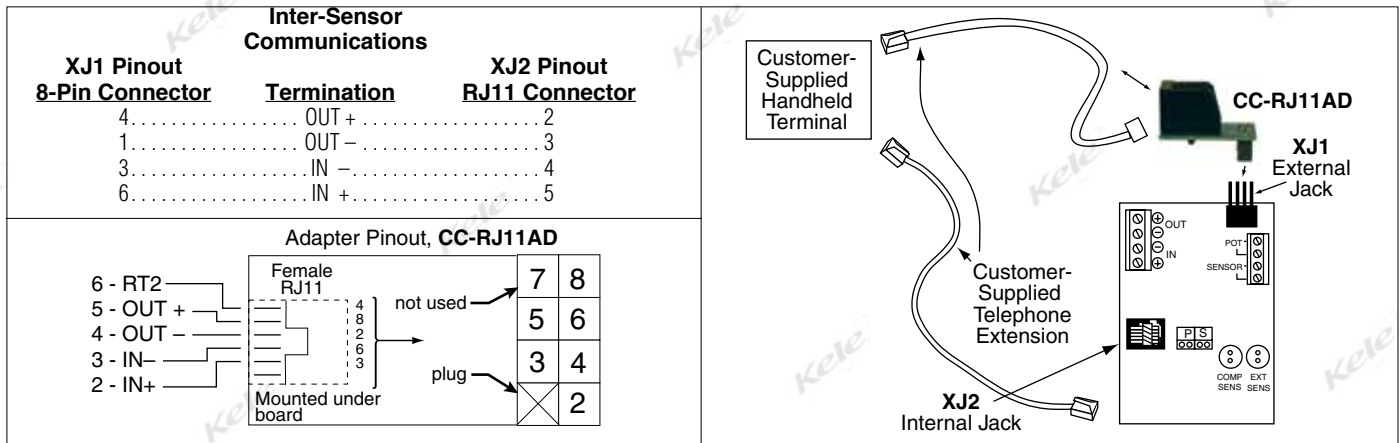 Inter-Sensor
Communications
XJ1 Pinout
8-Pin Connector
Termination
XJ2 Pinout
RJ11 Connector
4 . . . . . . . . . . . . . . . . . OUT + . . . . . . . . . . . . . . . . . . 2
1 . . . . . . . . . . . . . . . . . OUT – . . . . . . . . . . . . . . . . . . 3
3 . . . . . . . . . . . . . . . . . IN – . . . . . . . . . . . . . . . . . . . 4
6 . . . . . . . . . . . . . . . . . IN + . . . . . . . . . . . . . . . . . . . 5
Adapter Pinout, CC-RJ11AD
6 - RT2
5 - OUT +
4 - OUT –
3 - IN–
2 - IN+
Female
RJ11
4
8
2
6
3
Mounted under
board
not used
plug
7 8
5 6
3 4
2
Customer-
Supplied
Handheld
Terminal
CC-RJ11AD
XJ1
External
Jack
OUT
IN
POT
SENSOR
P S
COMP
SENS
EXT
SENS
Customer-
Supplied
Telephone
Extension
XJ2
Internal Jack
Kele
Kele
Kele
Kele
Kele
Kele
Kele